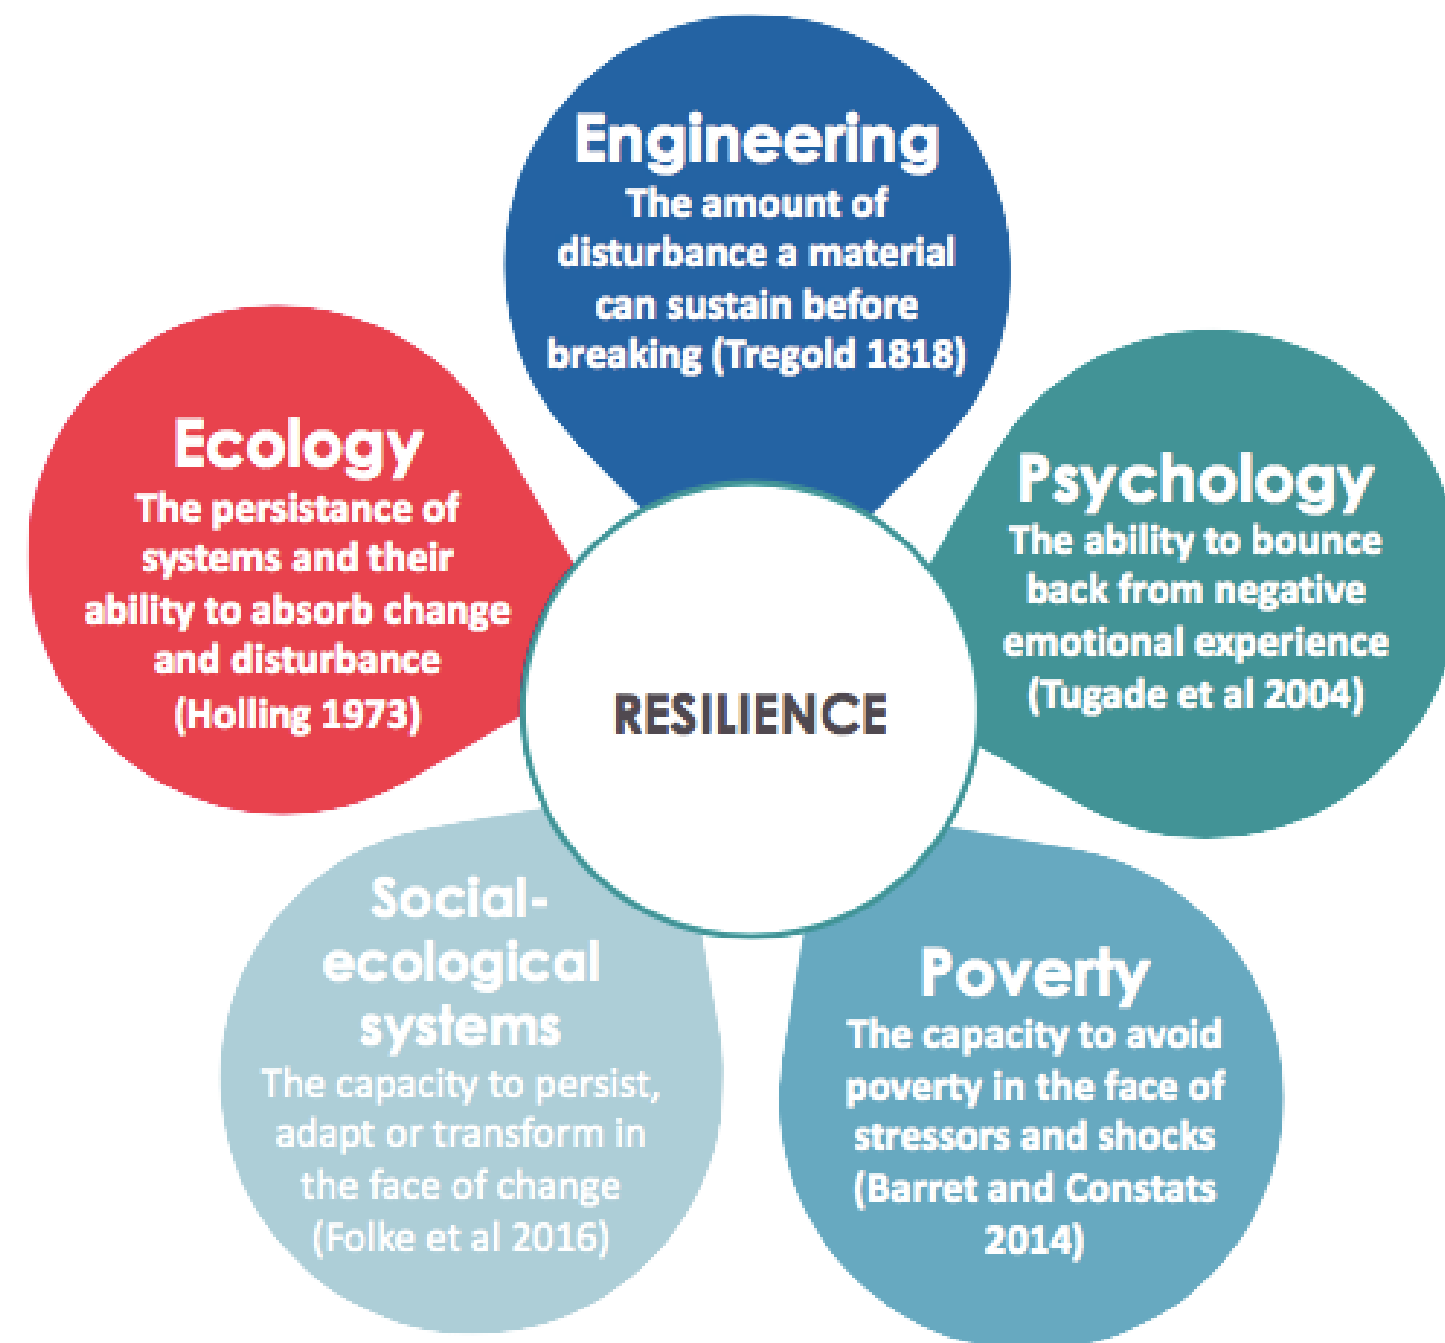 Engineering
The amount of
disturbance a material
can sustain before
breaking (Tregold 1818)
Ecology
The persistance of
systems and their
ability to absorb change
and disturbance
(Holling 1973)
Psychology
The ability to bounce
back from negative
emotional experience
(Tugade et al 2004)
RESILIENCE
Social-
ecological
systems
The capacity to persist,
adapt or transform in
the face of change
(Folke et al 2016)
Poverty
The capacity to avoid
poverty in the face of
stressors and shocks
(Barret and Constats
2014)